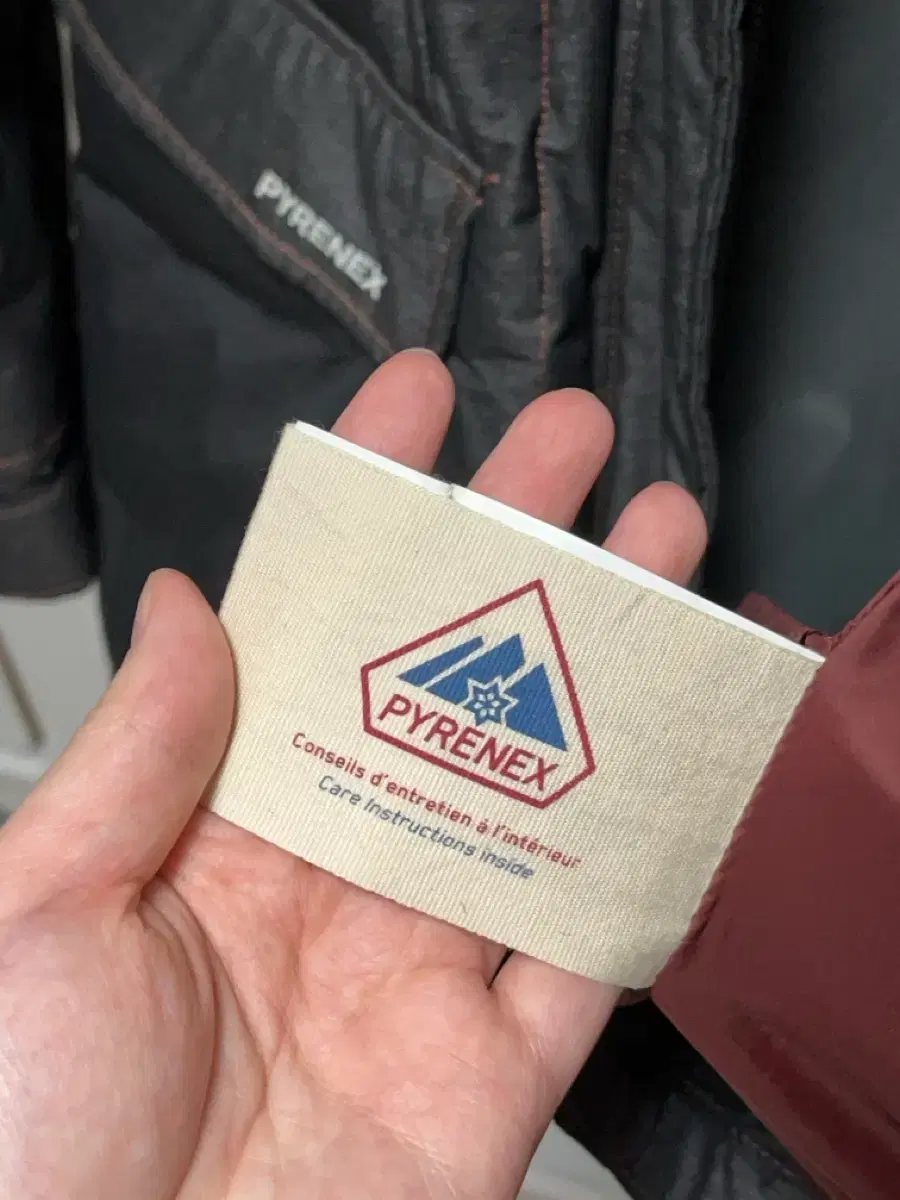 PYRENEX
PYRENEX
Conseils d'entretien à l'intérieur
Care Instructions inside